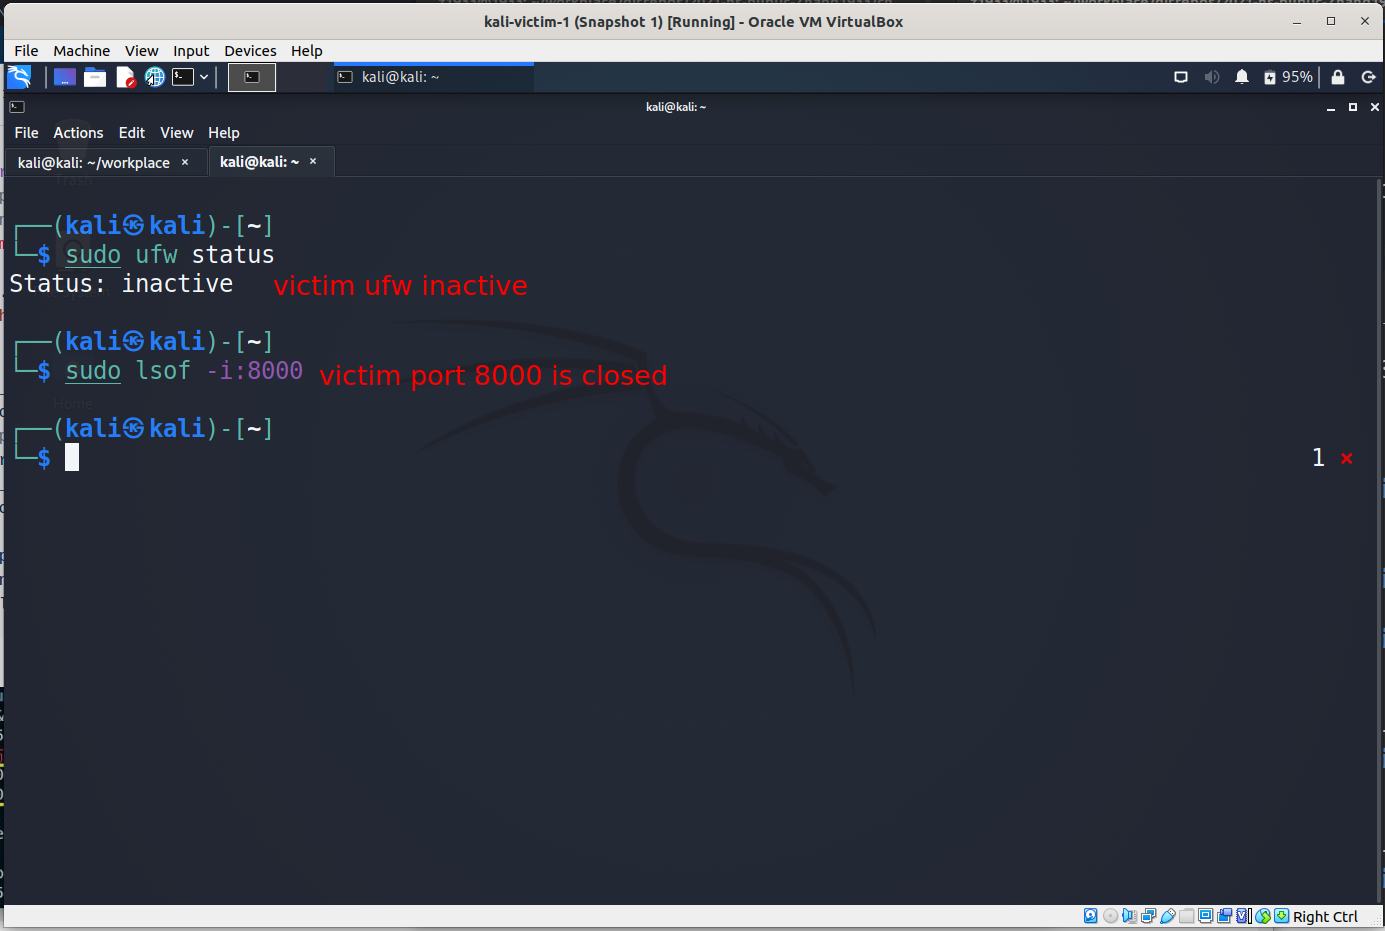 kali-victim-1 (Snapshot 1) [Running] - Oracle VM VirtualBox
File Machine View Input Devices Help
kali@kali: ~
95%
kali@kali: ~
File Actions Edit View Help
kali@kali: ~/workplace × kali@kali: ~ ×
Trash
┌──(kali㉿kali)-[~]
└─$ sudo ufw status
Status: inactive victim ufw inactive
┌──(kali㉿kali)-[~]
└─$ sudo lsof -i:8000 victim port 8000 is closed
Home
┌──(kali㉿kali)-[~]
└─$ 1 ×
Right Ctrl